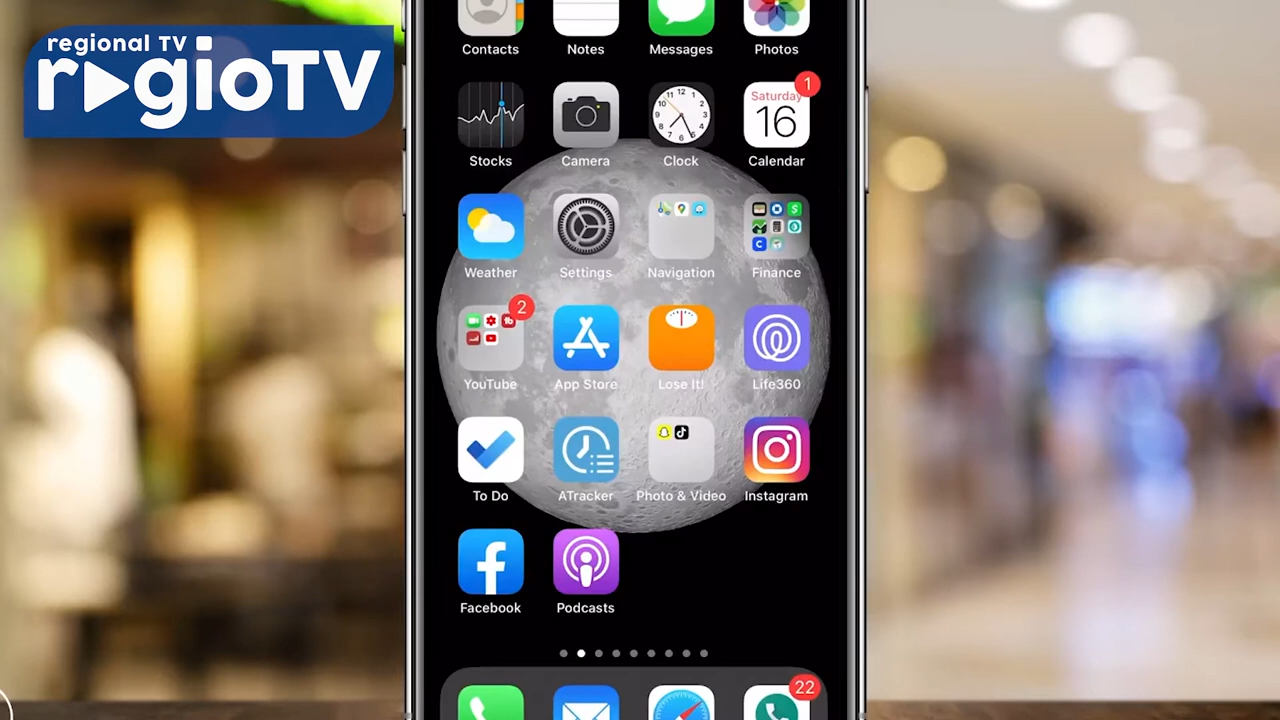 regional TV
regioTV
Contacts
Notes
Messages
Photos
Saturday
1
16
Stocks
Camera
Clock
Calendar
Weather
Settings
Navigation
Finance
2
YouTube
App Store
Lose It!
Life360
To Do
ATracker
Photo & Video
Instagram
Facebook
Podcasts
22